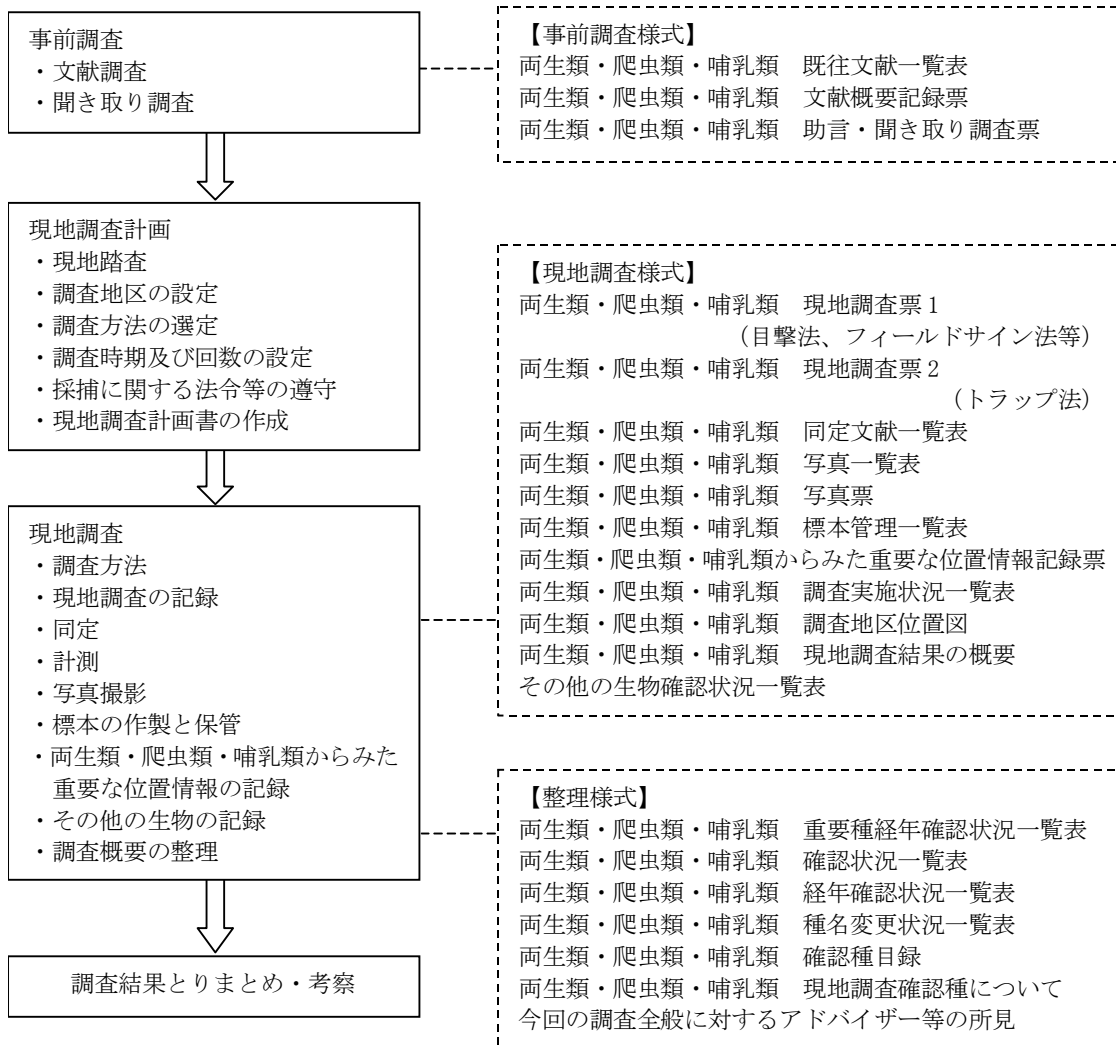 事前調査
・文献調査
・聞き取り調査
【事前調査様式】
両生類・爬虫類・哺乳類　既往文献一覧表
両生類・爬虫類・哺乳類　文献概要記録票
両生類・爬虫類・哺乳類　助言・聞き取り調査票
現地調査計画
・現地踏査
・調査地区の設定
・調査方法の選定
・調査時期及び回数の設定
・採捕に関する法令等の遵守
・現地調査計画書の作成
【現地調査様式】
両生類・爬虫類・哺乳類　現地調査票１
（目撃法、フィールドサイン法等）
両生類・爬虫類・哺乳類　現地調査票２
（トラップ法）
両生類・爬虫類・哺乳類　同定文献一覧表
両生類・爬虫類・哺乳類　写真一覧表
両生類・爬虫類・哺乳類　写真票
両生類・爬虫類・哺乳類　標本管理一覧表
両生類・爬虫類・哺乳類からみた重要な位置情報記録票
両生類・爬虫類・哺乳類　調査実施状況一覧表
両生類・爬虫類・哺乳類　調査地区位置図
両生類・爬虫類・哺乳類　現地調査結果の概要
その他の生物確認状況一覧表
現地調査
・調査方法
・現地調査の記録
・同定
・計測
・写真撮影
・標本の作製と保管
・両生類・爬虫類・哺乳類からみた
重要な位置情報の記録
・その他の生物の記録
・調査概要の整理
【整理様式】
両生類・爬虫類・哺乳類　重要種経年確認状況一覧表
両生類・爬虫類・哺乳類　確認状況一覧表
両生類・爬虫類・哺乳類　経年確認状況一覧表
両生類・爬虫類・哺乳類　種名変更状況一覧表
両生類・爬虫類・哺乳類　確認種目録
両生類・爬虫類・哺乳類　現地調査確認種について
今回の調査全般に対するアドバイザー等の所見
調査結果とりまとめ・考察